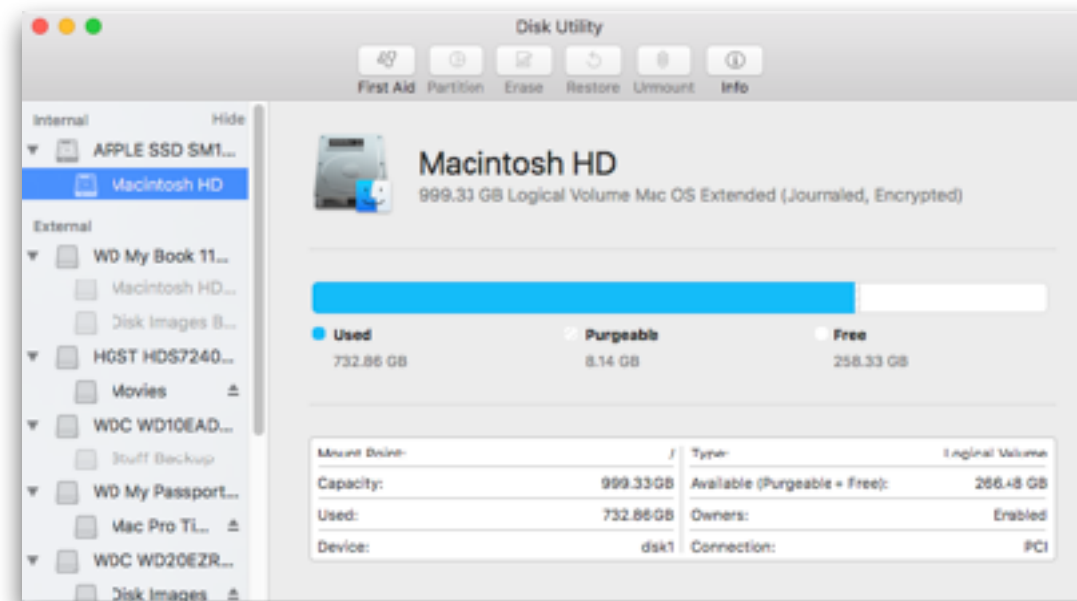 Disk Utility
First Aid Partition Erase Restore Unmount Info
Internal Hide
APPLE SSD SM1...
Macintosh HD
External
WD My Book 11...
Macintosh HD...
Disk Images B...
HGST HDS7240...
Movies
WDC WD10EAD...
Stuff Backup
WD My Passport...
Mac Pro Ti...
WDC WD20EZR...
Disk Images
Macintosh HD
999.33 GB Logical Volume Mac OS Extended (Journaled, Encrypted)
Used Purgeable Free
732.86 GB 8.14 GB 258.33 GB
Mount Point: / Type: Logical Volume
Capacity: 999.33 GB Available (Purgeable + Free): 266.48 GB
Used: 732.86 GB Owners: Enabled
Device: disk1 Connection: PCI